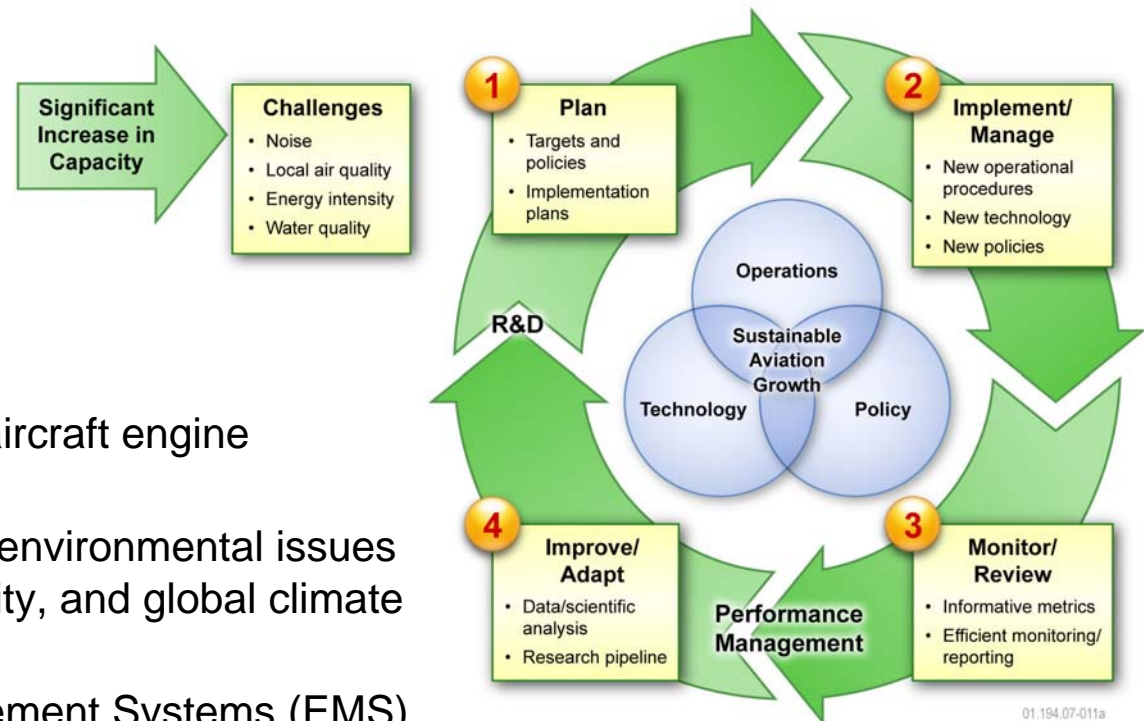 Significant
Increase in
Capacity
Challenges
• Noise
• Local air quality
• Energy intensity
• Water quality
1
Plan
• Targets and
policies
• Implementation
plans
2
Implement/
Manage
• New operational
procedures
• New technology
• New policies
Operations
Sustainable
Aviation
Growth
Technology
Policy
R&D
3
Monitor/
Review
• Informative metrics
• Efficient monitoring/
reporting
Performance
Management
4
Improve/
Adapt
• Data/scientific
analysis
• Research pipeline
aircraft engine
environmental issues
ity, and global climate
ement Systems (EMS)
01.194.07-011a